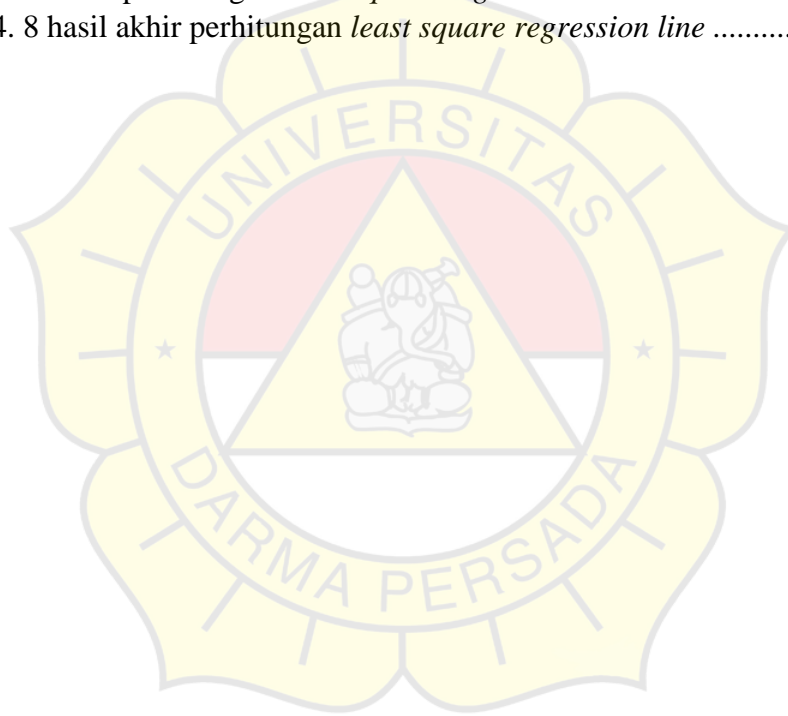 4. 8 hasil akhir perhitungan least square regression line ..........
UNIVERSITAS
DARMA PERSADA